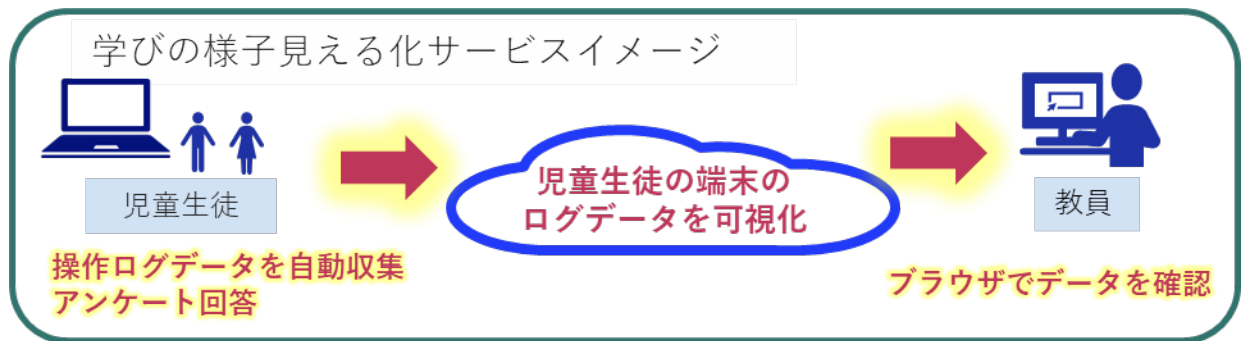 学びの様子見える化サービスイメージ
児童生徒
操作ログデータを自動収集
アンケート回答
児童生徒の端末の
ログデータを可視化
教員
ブラウザでデータを確認